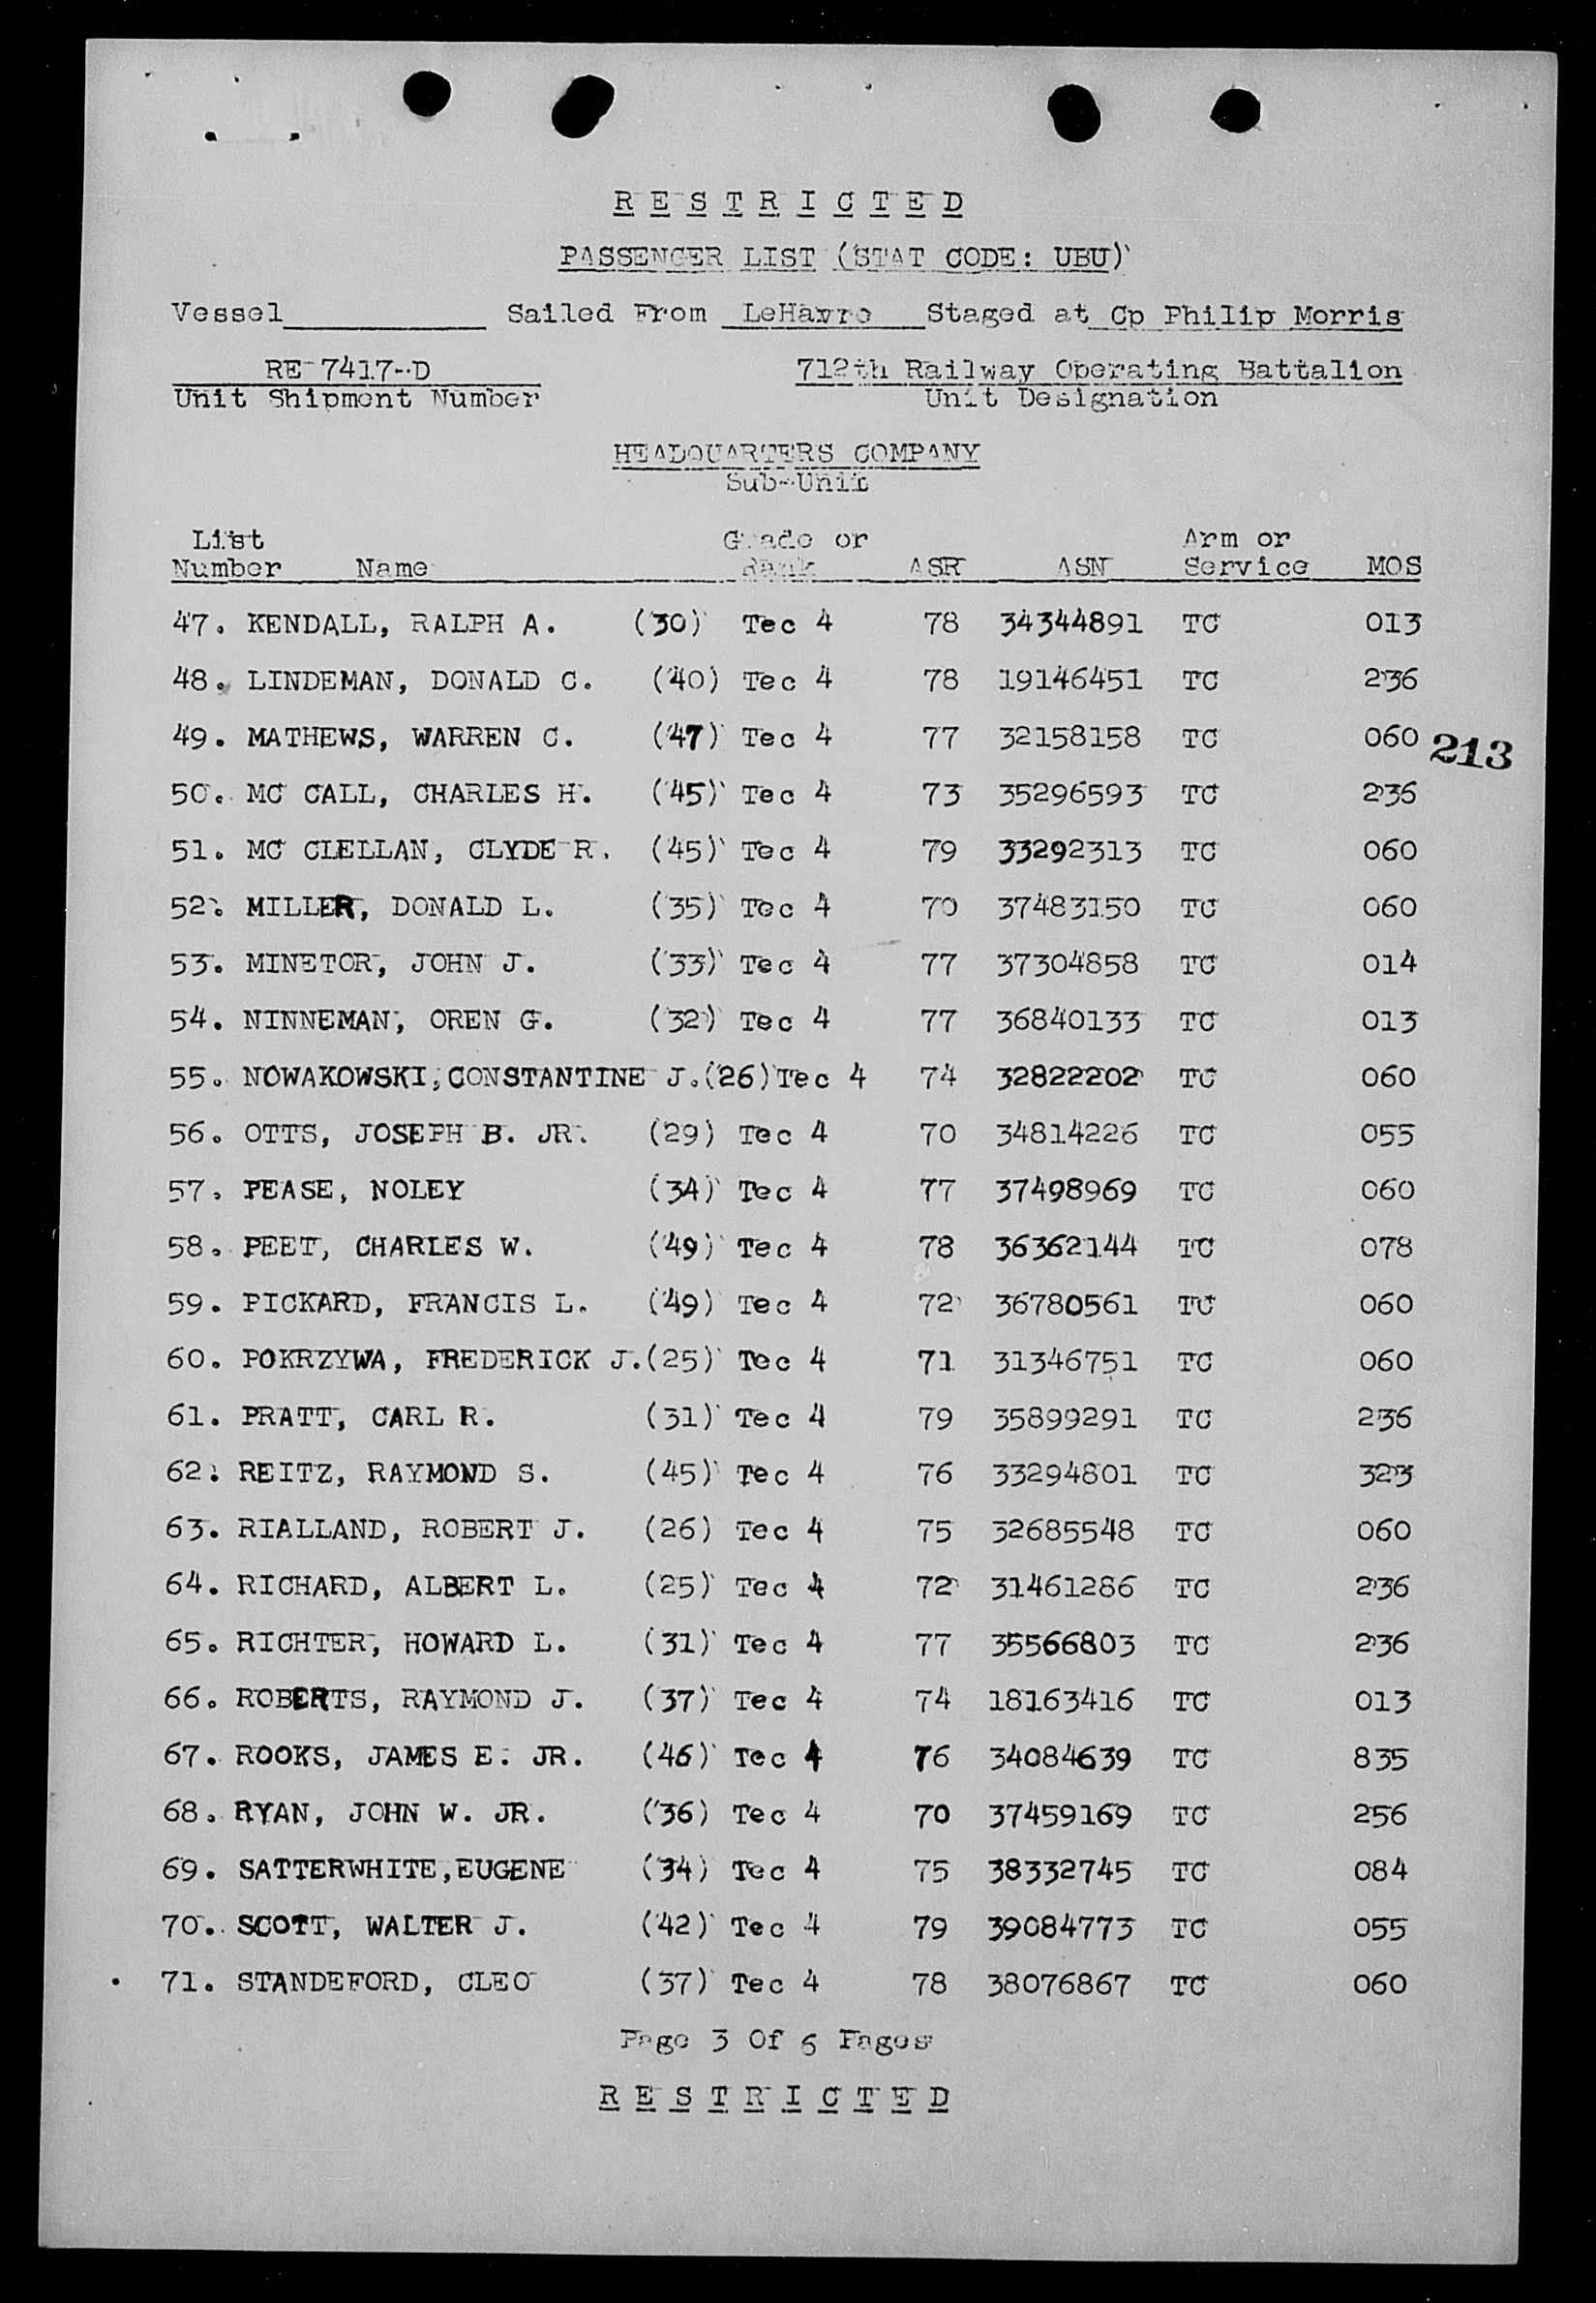 R E S T R I C T E D
PASSENGER LIST (STAT CODE: UBU)
Vessel__________ Sailed From LeHavre Staged at Cp Philip Morris
RE 7417-D 712th Railway Operating Battalion
Unit Shipment Number Unit Designation
HEADQUARTERS COMPANY
Sub-Unit
List Grade or Arm or
Number Name Rank ASR ASN Service MOS
47. KENDALL, RALPH A. (30) Tec 4 78 34344891 TC 013
48. LINDEMAN, DONALD C. (40) Tec 4 78 19146451 TC 236
49. MATHEWS, WARREN C. (47) Tec 4 77 32158158 TC 060
213
50. MC CALL, CHARLES H. (45) Tec 4 73 35296593 TC 236
51. MC CLELLAN, CLYDE R. (45) Tec 4 79 33292313 TC 060
52. MILLER, DONALD L. (35) Tec 4 70 37483150 TC 060
53. MINETOR, JOHN J. (33) Tec 4 77 37304858 TC 014
54. NINNEMAN, OREN G. (32) Tec 4 77 36840133 TC 013
55. NOWAKOWSKI, CONSTANTINE J. (26) Tec 4 74 32822202 TC 060
56. OTTS, JOSEPH B. JR. (29) Tec 4 70 34814226 TC 055
57. PEASE, NOLEY (34) Tec 4 77 37498969 TC 060
58. PEET, CHARLES W. (49) Tec 4 78 36362144 TC 078
59. PICKARD, FRANCIS L. (49) Tec 4 72 36780561 TC 060
60. POKRZYWA, FREDERICK J. (25) Tec 4 71 31346751 TC 060
61. PRATT, CARL R. (31) Tec 4 79 35899291 TC 236
62. REITZ, RAYMOND S. (45) Tec 4 76 33294801 TC 323
63. RIALLAND, ROBERT J. (26) Tec 4 75 32685548 TC 060
64. RICHARD, ALBERT L. (25) Tec 4 72 31461286 TC 236
65. RICHTER, HOWARD L. (31) Tec 4 77 35566803 TC 236
66. ROBERTS, RAYMOND J. (37) Tec 4 74 18163416 TC 013
67. ROOKS, JAMES E. JR. (46) Tec 4 76 34084639 TC 835
68. RYAN, JOHN W. JR. (36) Tec 4 70 37459169 TC 256
69. SATTERWHITE, EUGENE (34) Tec 4 75 38332745 TC 084
70. SCOTT, WALTER J. (42) Tec 4 79 39084773 TC 055
71. STANDEFORD, CLEO (37) Tec 4 78 38076867 TC 060
Page 3 Of 6 Pages
R E S T R I C T E D